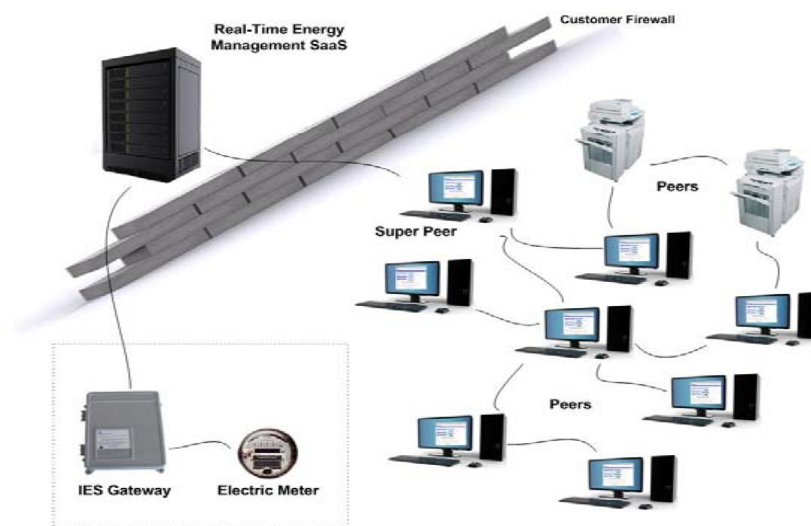 Real-Time Energy
Management SaaS
Customer Firewall
Peers
Super Peer
Peers
IES Gateway
Electric Meter